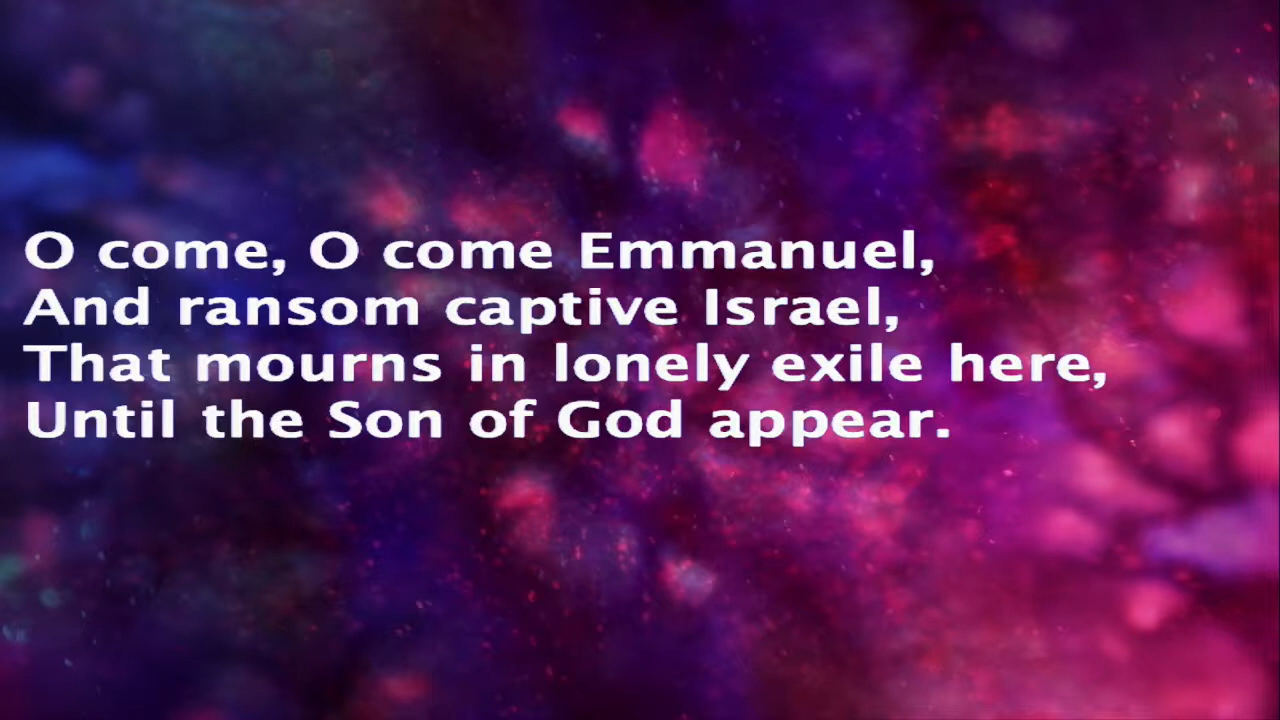 O come, O come Emmanuel,
And ransom captive Israel,
That mourns in lonely exile here,
Until the Son of God appear.